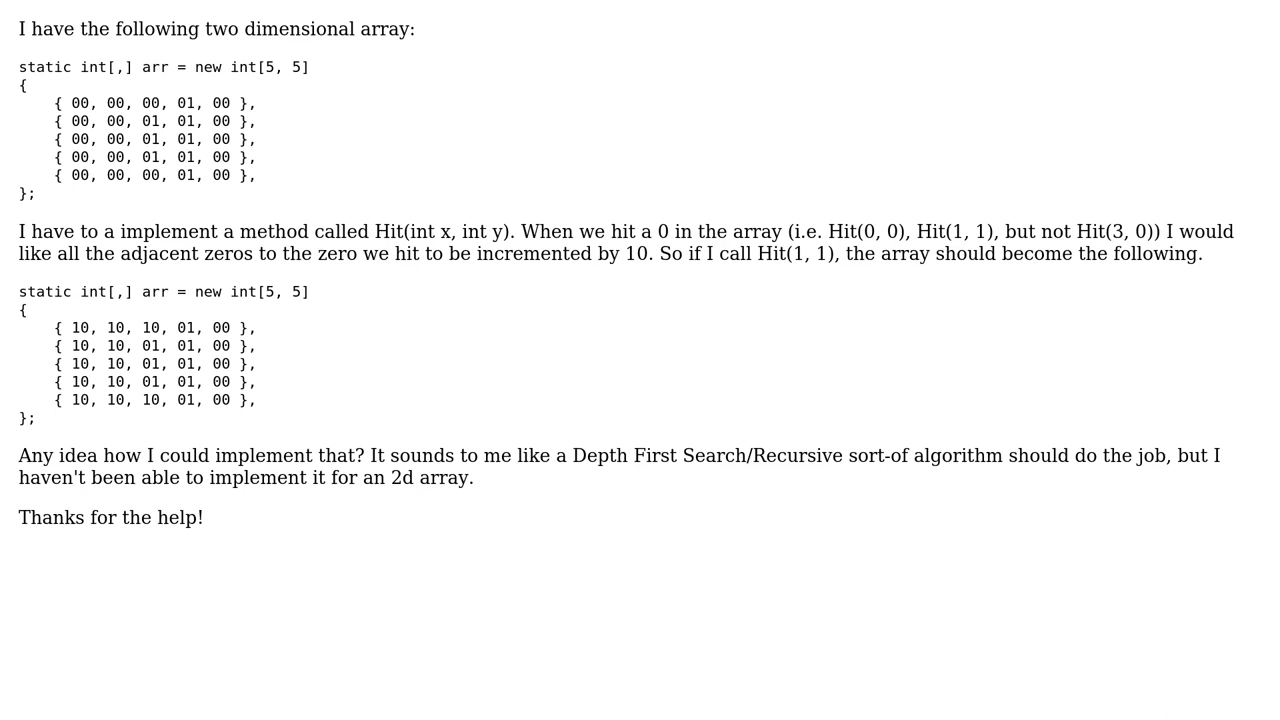 I have the following two dimensional array:
static int[,] arr = new int[5, 5]
{
    { 00, 00, 00, 01, 00 },
    { 00, 00, 01, 01, 00 },
    { 00, 00, 01, 01, 00 },
    { 00, 00, 01, 01, 00 },
    { 00, 00, 00, 01, 00 },
};
I have to a implement a method called Hit(int x, int y). When we hit a 0 in the array (i.e. Hit(0, 0), Hit(1, 1), but not Hit(3, 0)) I would
like all the adjacent zeros to the zero we hit to be incremented by 10. So if I call Hit(1, 1), the array should become the following.
static int[,] arr = new int[5, 5]
{
    { 10, 10, 10, 01, 00 },
    { 10, 10, 01, 01, 00 },
    { 10, 10, 01, 01, 00 },
    { 10, 10, 01, 01, 00 },
    { 10, 10, 10, 01, 00 },
};
Any idea how I could implement that? It sounds to me like a Depth First Search/Recursive sort-of algorithm should do the job, but I
haven't been able to implement it for an 2d array.
Thanks for the help!